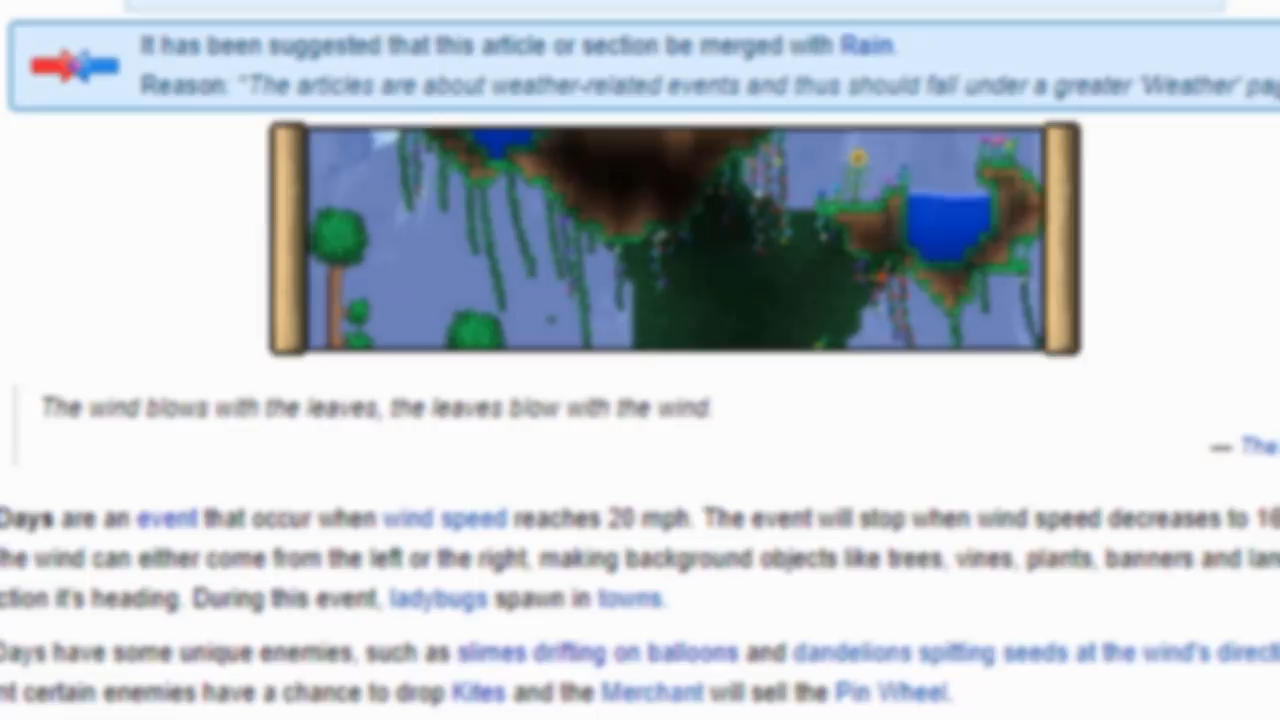 It has been suggested that this article or section be merged with Rain.
Reason: "The articles are about weather-related events and thus should fall under a greater 'Weather' pag
The wind blows with the leaves, the leaves blow with the wind.
— The
Days are an event that occur when wind speed reaches 20 mph. The event will stop when wind speed decreases to
he wind can either come from the left or the right, making background objects like trees, vines, plants, banners and lan
ction it's heading. During this event, ladybugs spawn in towns.
Days have some unique enemies, such as slimes drifting on balloons and dandelions spitting seeds at the wind's directi
nt certain enemies have a chance to drop Kites and the Merchant will sell the Pin Wheel.